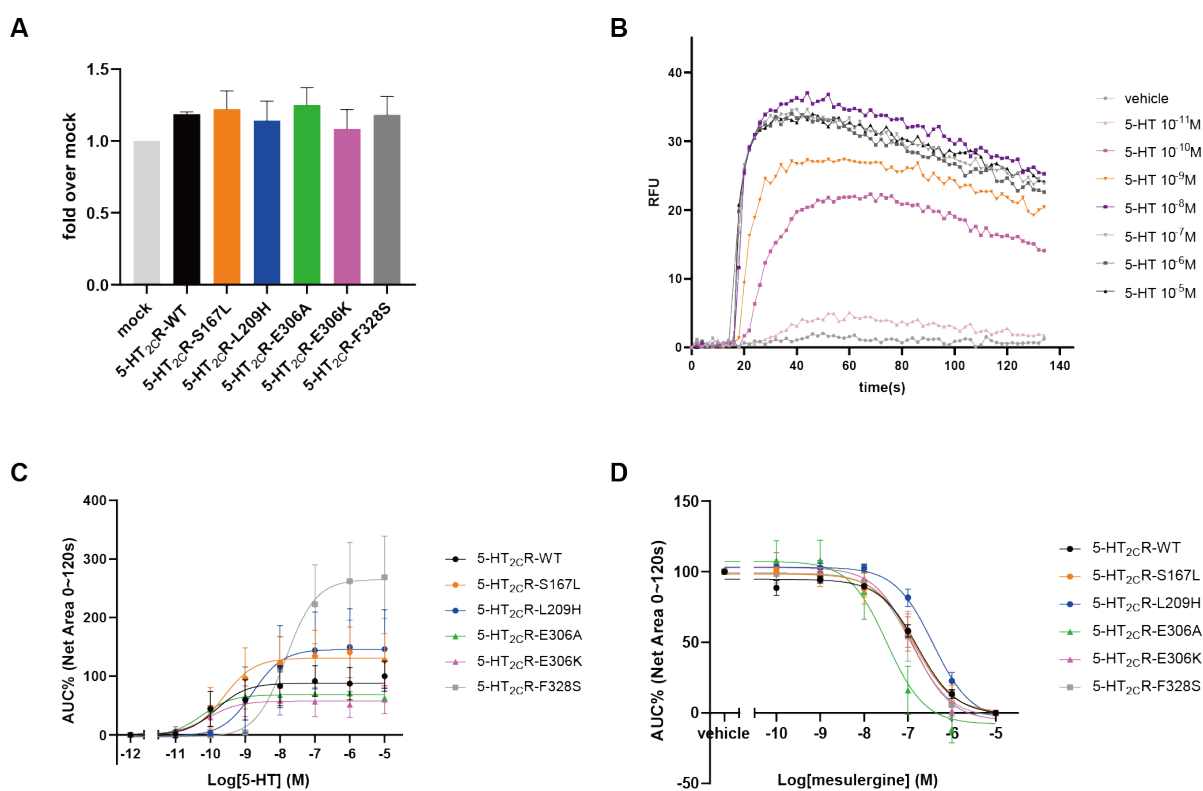 A
fold over mock
1.5
1.0
0.5
0.0
mock
5-HT2CR-WT
5-HT2CR-S167L
5-HT2CR-L209H
5-HT2CR-E306A
5-HT2CR-E306K
5-HT2CR-F328S
B
RFU
40
30
20
10
0
0 20 40 60 80 100 120 140
time(s)
vehicle
5-HT 10-11M
5-HT 10-10M
5-HT 10-9M
5-HT 10-8M
5-HT 10-7M
5-HT 10-6M
5-HT 10-5M
C
AUC% (Net Area 0~120s)
400
300
200
100
0
-12 -11 -10 -9 -8 -7 -6 -5
Log[5-HT] (M)
5-HT2CR-WT
5-HT2CR-S167L
5-HT2CR-L209H
5-HT2CR-E306A
5-HT2CR-E306K
5-HT2CR-F328S
D
AUC% (Net Area 0~120s)
150
100
50
0
-50
vehicle -10 -9 -8 -7 -6 -5
Log[mesulergine] (M)
5-HT2CR-WT
5-HT2CR-S167L
5-HT2CR-L209H
5-HT2CR-E306A
5-HT2CR-E306K
5-HT2CR-F328S